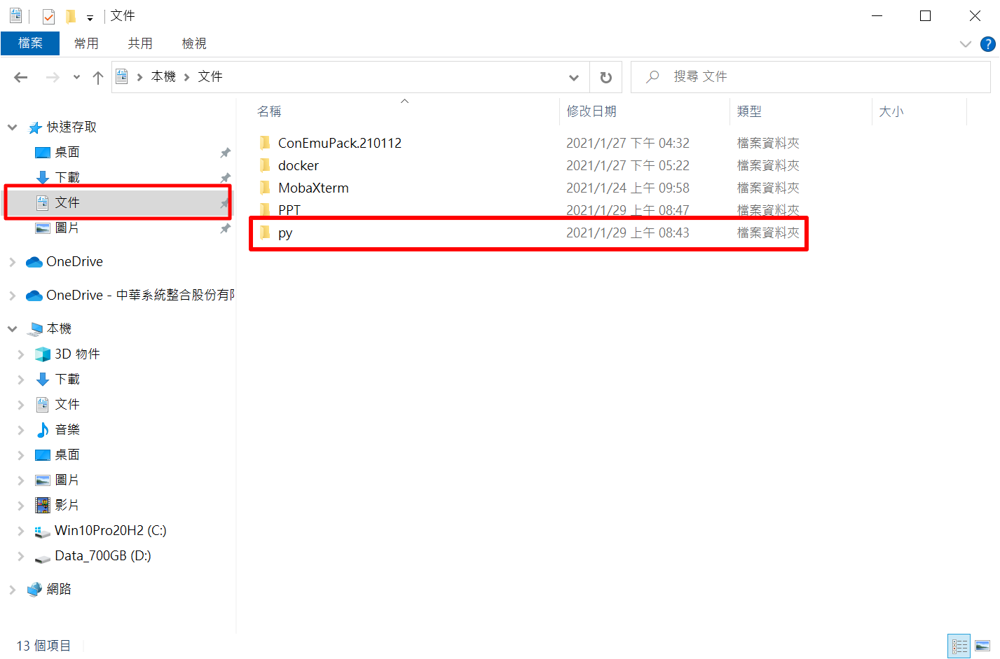 文件
檔案 常用 共用 檢視
本機 文件
搜尋 文件
快速存取
桌面
下載
文件
圖片
OneDrive
OneDrive - 中華系統整合股份有限
本機
3D 物件
下載
文件
音樂
桌面
圖片
影片
Win10Pro20H2 (C:)
Data_700GB (D:)
網路
名稱 修改日期 類型 大小
ConEmuPack.210112 2021/1/27 下午 04:32 檔案資料夾
docker 2021/1/27 下午 05:22 檔案資料夾
MobaXterm 2021/1/24 上午 09:58 檔案資料夾
PPT 2021/1/29 上午 08:47 檔案資料夾
py 2021/1/29 上午 08:43 檔案資料夾
13 個項目